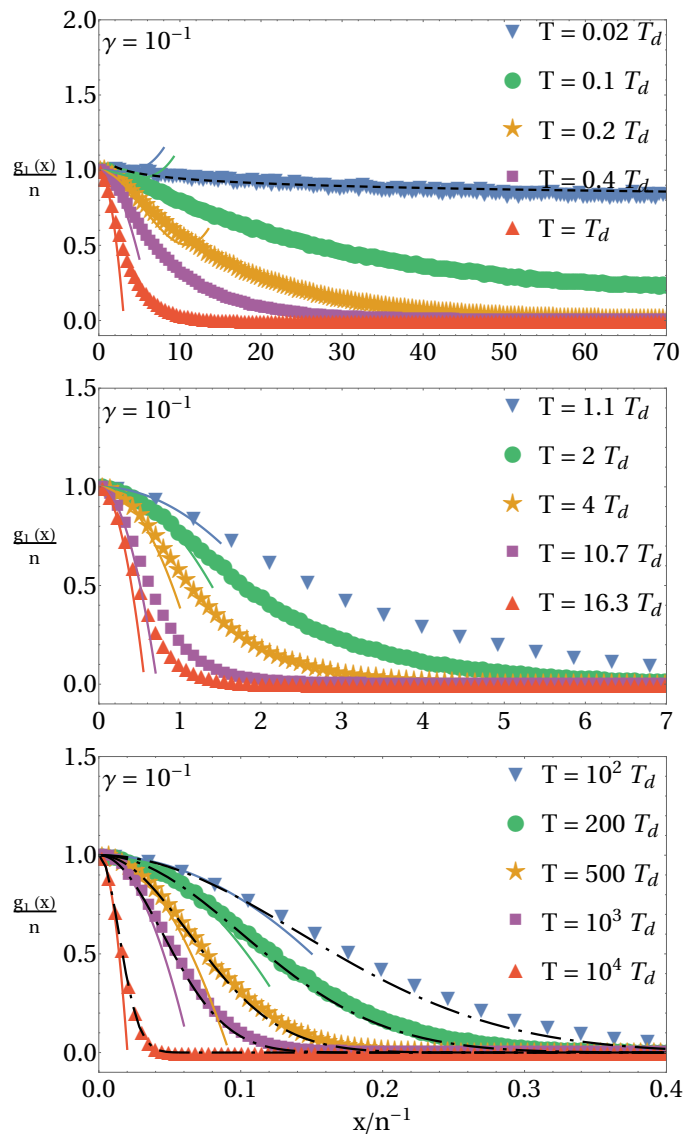 γ = 10⁻¹
T = 0.02 T_d
T = 0.1 T_d
T = 0.2 T_d
T = 0.4 T_d
T = T_d
g₁(x)
n
2.0
1.5
1.0
0.5
0.0
0 10 20 30 40 50 60 70
γ = 10⁻¹
T = 1.1 T_d
T = 2 T_d
T = 4 T_d
T = 10.7 T_d
T = 16.3 T_d
g₁(x)
n
1.5
1.0
0.5
0.0
0 1 2 3 4 5 6 7
γ = 10⁻¹
T = 10² T_d
T = 200 T_d
T = 500 T_d
T = 10³ T_d
T = 10⁴ T_d
g₁(x)
n
1.5
1.0
0.5
0.0
0.0 0.1 0.2 0.3 0.4
x/n⁻¹